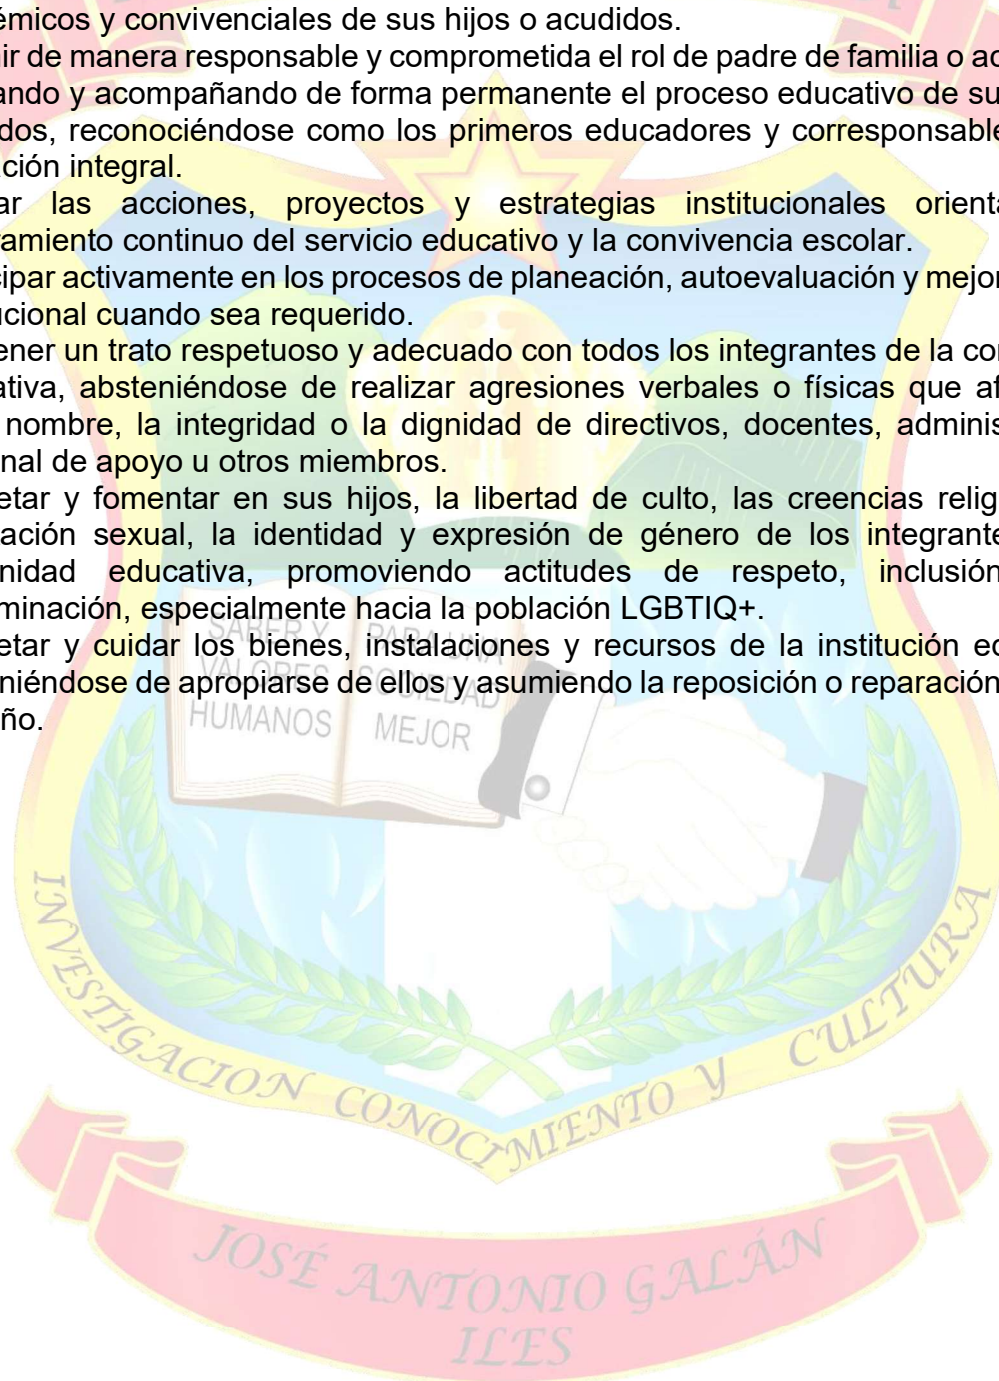 émicos y convivenciales de sus hijos o acudidos.
ir de manera responsable y comprometida el rol de padre de familia o ac
ando y acompañando de forma permanente el proceso educativo de su
dos, reconociéndose como los primeros educadores y corresponsable
ción integral.
ar las acciones, proyectos y estrategias institucionales orienta
ramiento continuo del servicio educativo y la convivencia escolar.
cipar activamente en los procesos de planeación, autoevaluación y mejor
ucional cuando sea requerido.
ener un trato respetuoso y adecuado con todos los integrantes de la co
ativa, absteniéndose de realizar agresiones verbales o físicas que af
nombre, la integridad o la dignidad de directivos, docentes, adminis
nal de apoyo u otros miembros.
etar y fomentar en sus hijos, la libertad de culto, las creencias relig
ación sexual, la identidad y expresión de género de los integrante
nidad educativa, promoviendo actitudes de respeto, inclusión
minación, especialmente hacia la población LGBTIQ+.
etar y cuidar los bienes, instalaciones y recursos de la institución e
niéndose de apropiarse de ellos y asumiendo la reposición o reparación
ño.
SABER Y
VALORES
HUMANOS
PARA UNA
SOCIEDAD
MEJOR
INVESTIGACION CONOCIMIENTO Y CULTURA
JOSÉ ANTONIO GALÁN
ILES